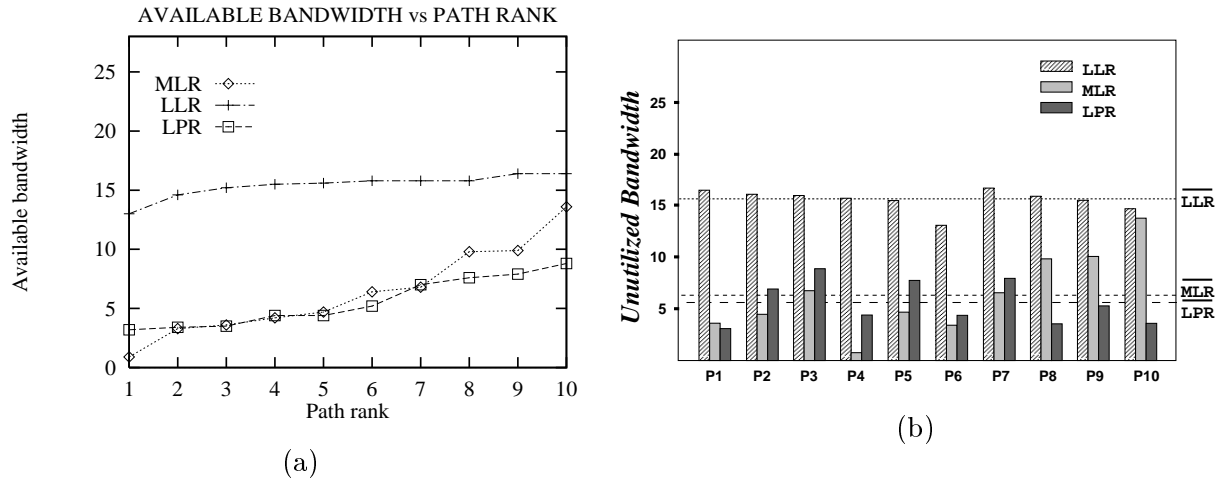 AVAILABLE BANDWIDTH vs PATH RANK
Available bandwidth
25
20
15
10
5
0
MLR
LLR
LPR
1 2 3 4 5 6 7 8 9 10
Path rank
(a)
Unutilized Bandwidth
25
20
15
10
5
LLR
MLR
LPR
LLR
MLR
LPR
P1 P2 P3 P4 P5 P6 P7 P8 P9 P10
(b)